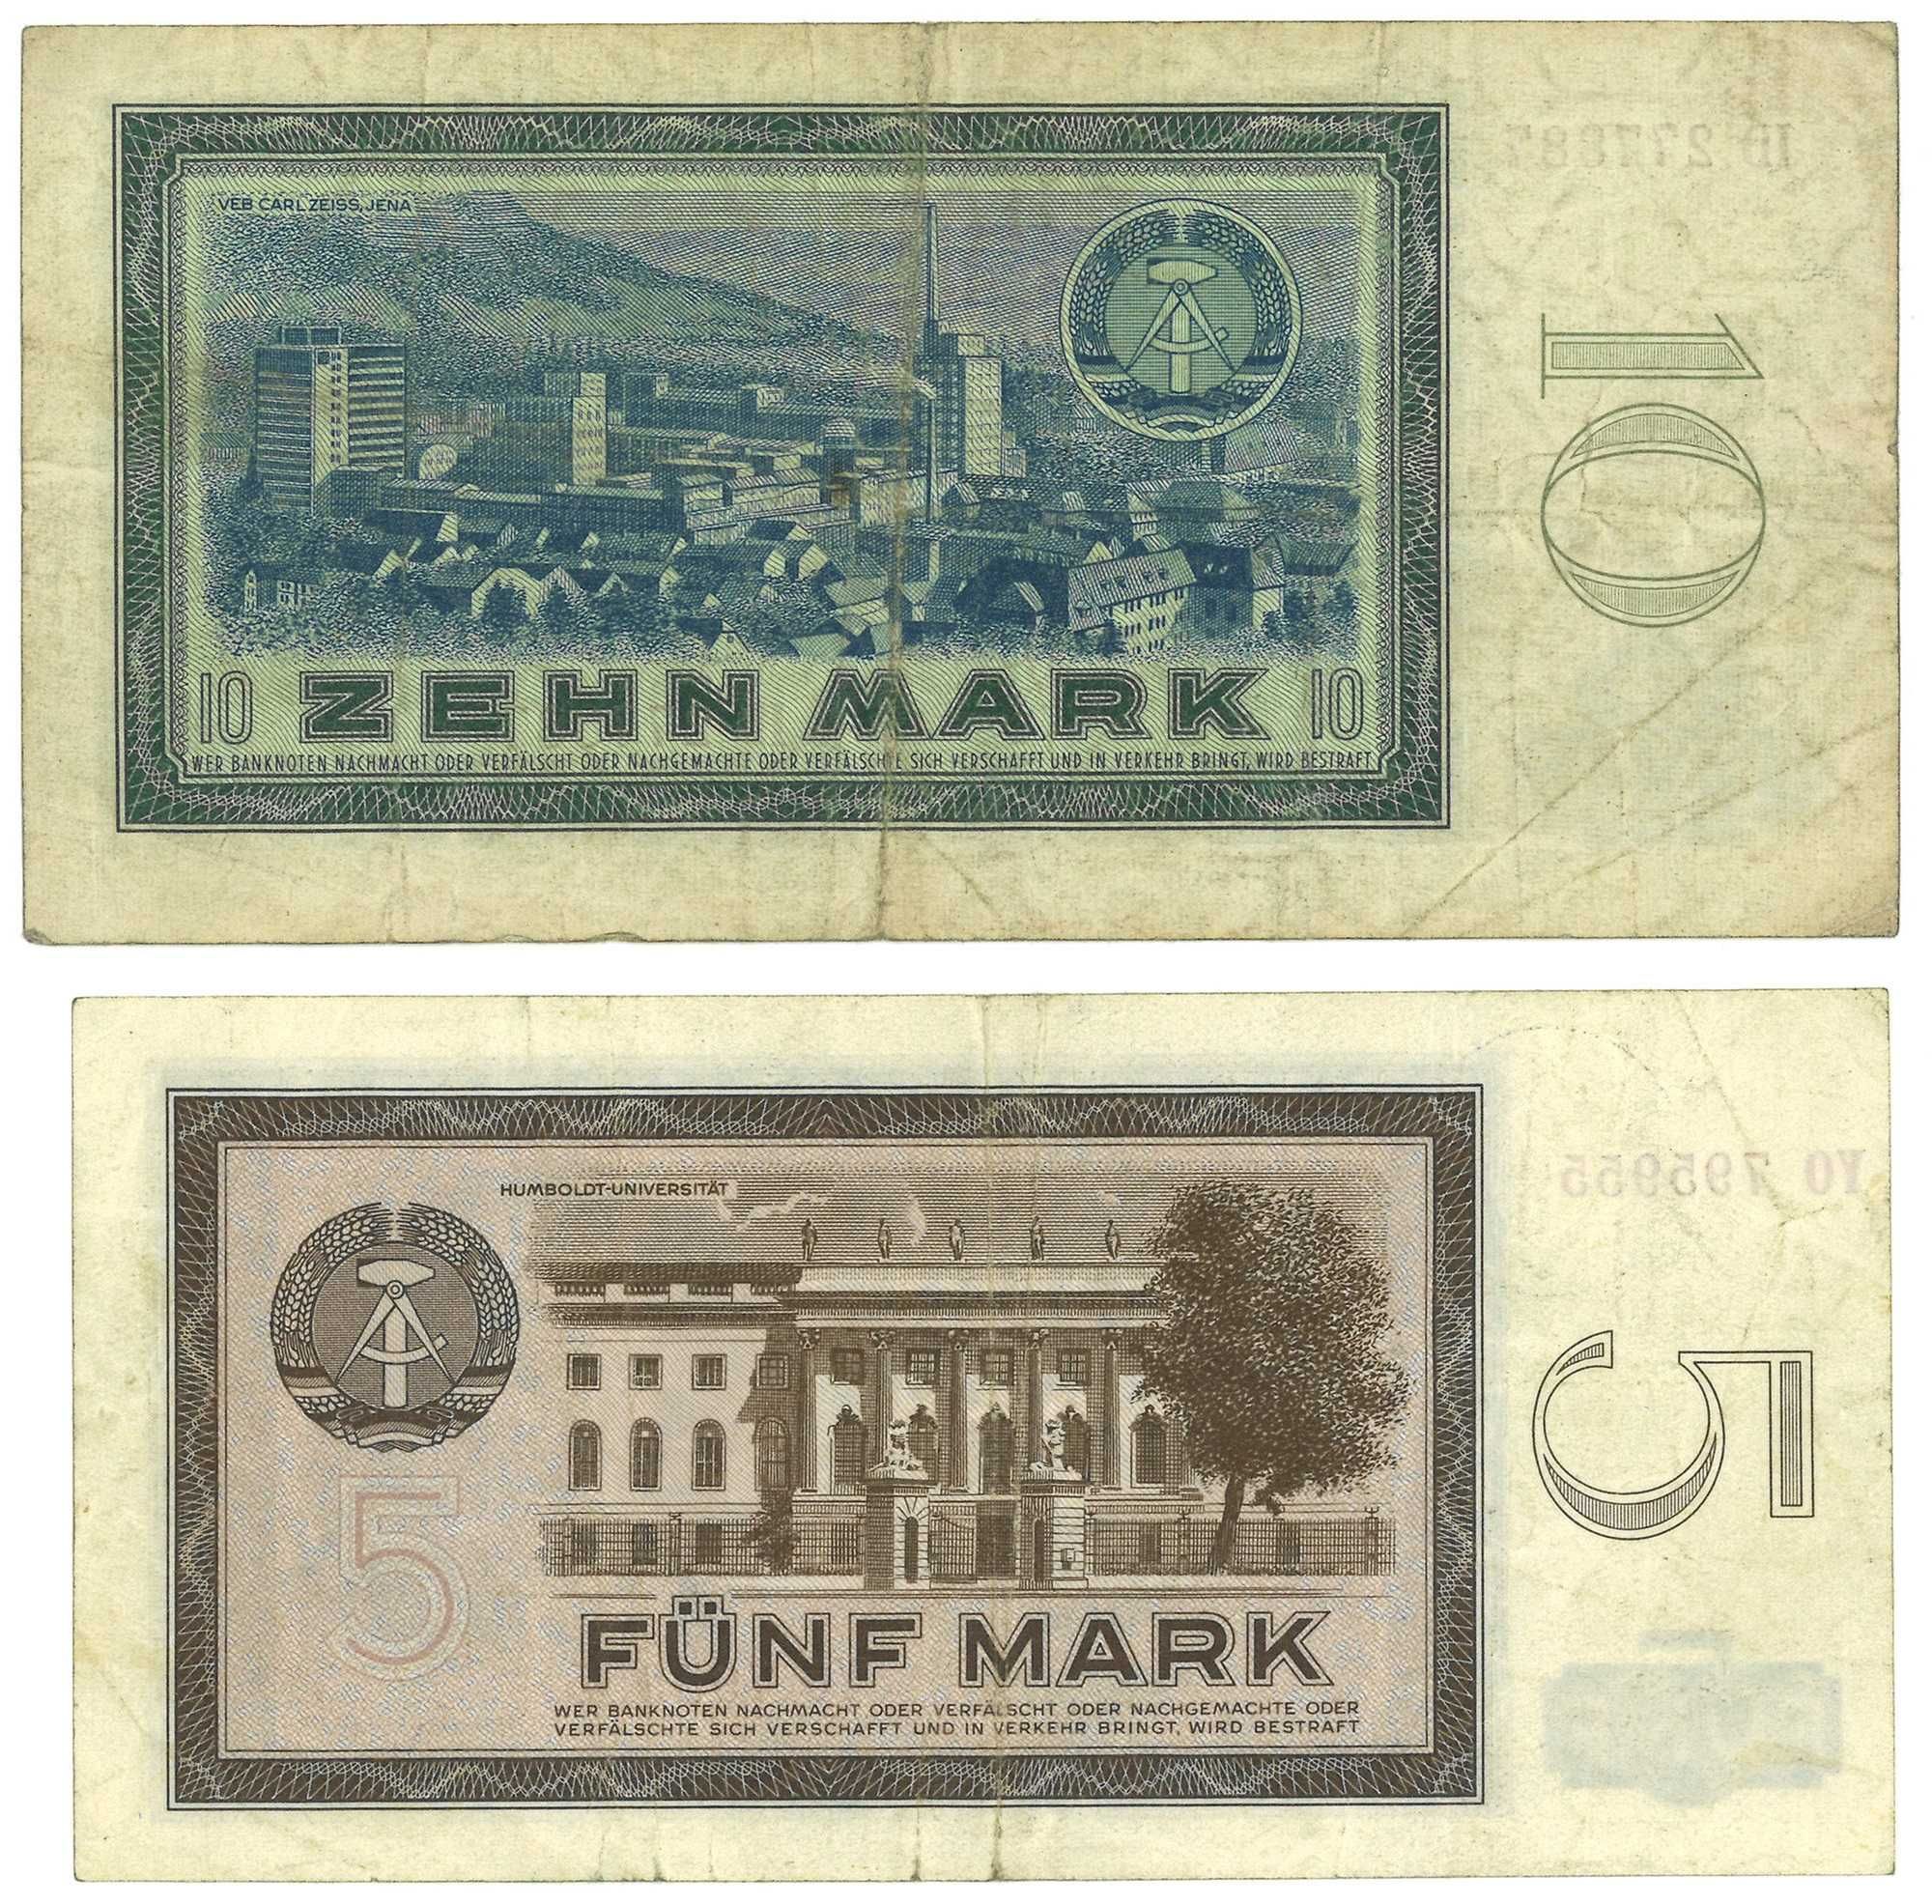 VEB CARL ZEISS, JENA
10 ZEHN MARK 10
WER BANKNOTEN NACHMACHT ODER VERFÄLSCHT ODER NACHGEMACHTE ODER VERFÄLSCHTE SICH VERSCHAFFT UND IN VERKEHR BRINGT, WIRD BESTRAFT
10
HUMBOLDT-UNIVERSITÄT
5
FÜNF MARK
WER BANKNOTEN NACHMACHT ODER VERFÄLSCHT ODER NACHGEMACHTE ODER
VERFÄLSCHTE SICH VERSCHAFFT UND IN VERKEHR BRINGT, WIRD BESTRAFT
YO 795955
5